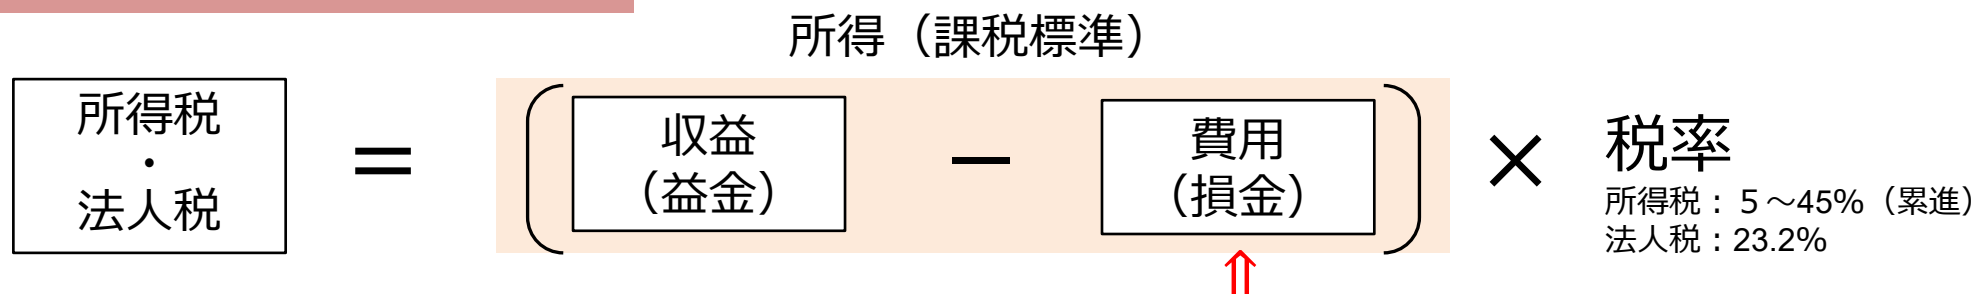 所得（課税標準）
所得税
・
法人税
＝
収益
（益金）
－
費用
（損金）
×
税率
所得税：５～45%（累進）
法人税：23.2%
⇑